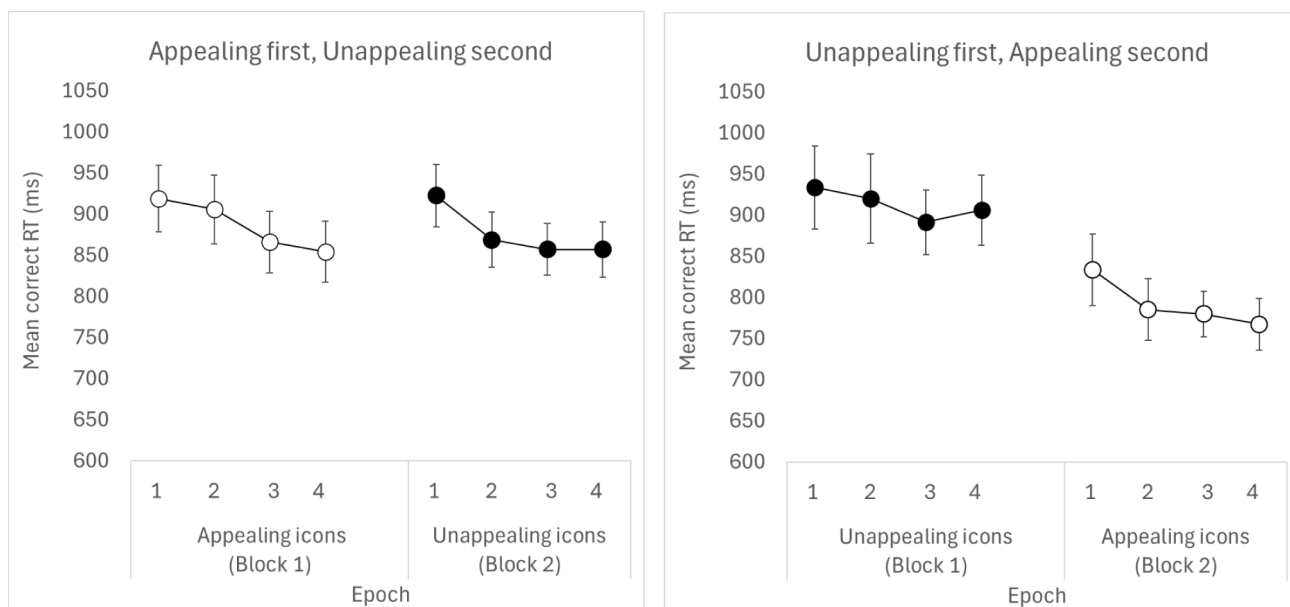 Appealing first, Unappealing second
Mean correct RT (ms)
1050
1000
950
900
850
800
750
700
650
600
1 2 3 4 1 2 3 4
Appealing icons Unappealing icons
(Block 1) (Block 2)
Epoch
Unappealing first, Appealing second
Mean correct RT (ms)
1050
1000
950
900
850
800
750
700
650
600
1 2 3 4 1 2 3 4
Unappealing icons Appealing icons
(Block 1) (Block 2)
Epoch